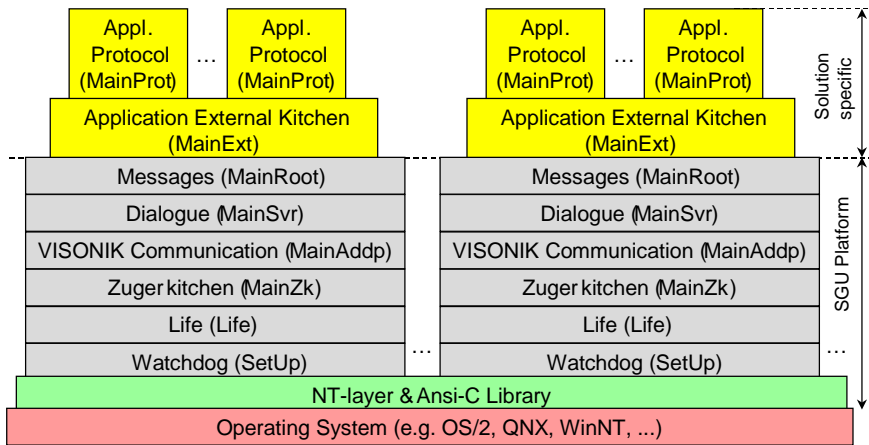 Appl.
Protocol
(MainProt)
...
Appl.
Protocol
(MainProt)
Application External Kitchen
(MainExt)
Messages (MainRoot)
Dialogue (MainSvr)
VISONIK Communication (MainAddp)
Zuger kitchen (MainZk)
Life (Life)
Watchdog (SetUp)
...
Appl.
Protocol
(MainProt)
...
Appl.
Protocol
(MainProt)
Application External Kitchen
(MainExt)
Messages (MainRoot)
Dialogue (MainSvr)
VISONIK Communication (MainAddp)
Zuger kitchen (MainZk)
Life (Life)
Watchdog (SetUp)
...
Solution
specific
SGU Platform
NT-layer & Ansi-C Library
Operating System (e.g. OS/2, QNX, WinNT, ...)